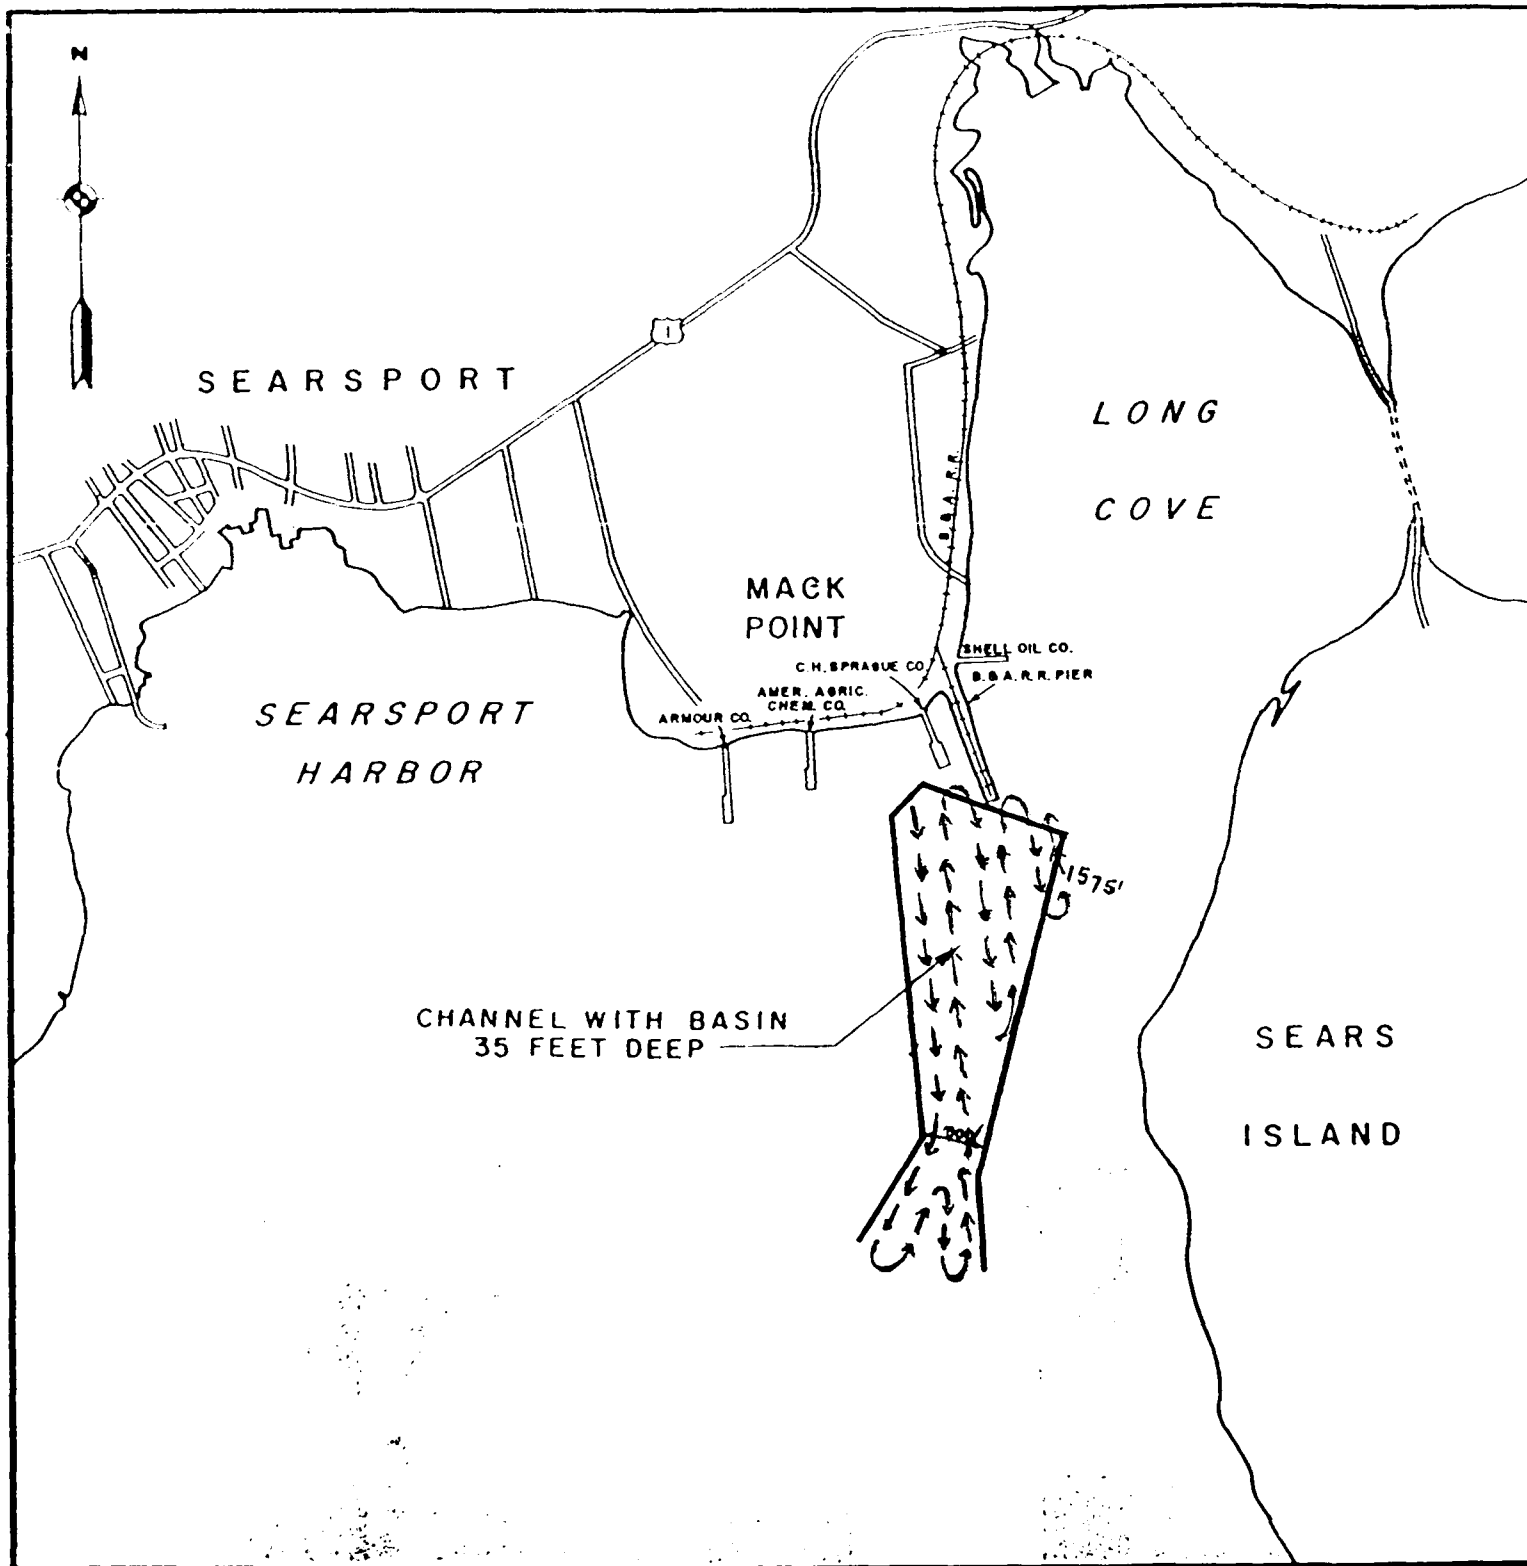 N
1
SEARSPORT
LONG
COVE
B. & A. R.R.
MACK
POINT
SHELL OIL CO.
C.H. SPRAGUE CO.
B. & A. R.R. PIER
AMER. AGRIC.
CHEM. CO.
ARMOUR CO.
SEARSPORT
HARBOR
1575'
CHANNEL WITH BASIN
35 FEET DEEP
SEARS
ISLAND